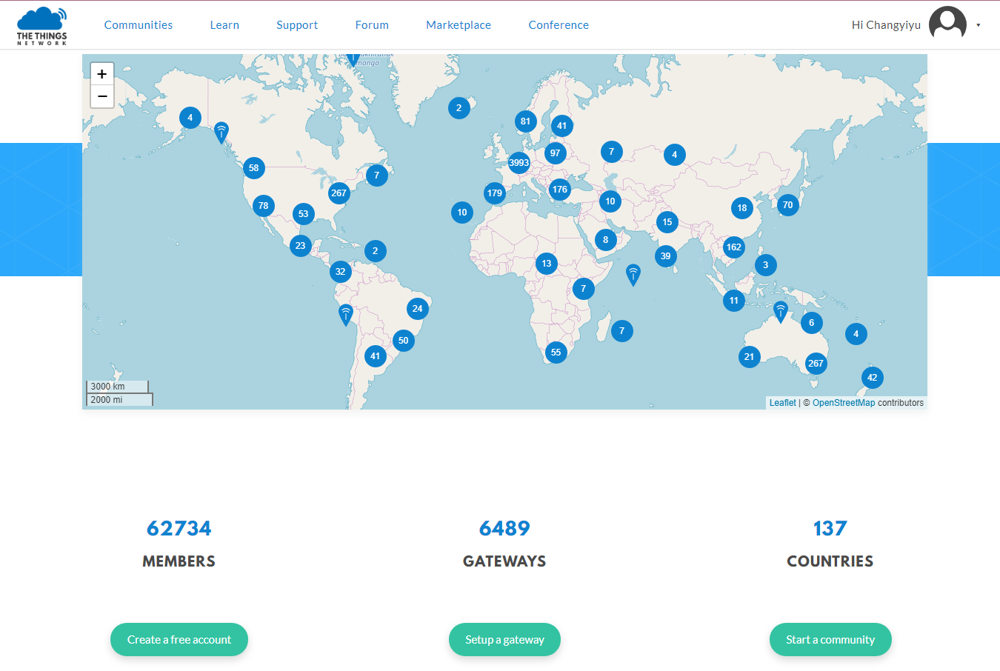 THE THINGS
NETWORK
Communities
Learn
Support
Forum
Marketplace
Conference
Hi Changyiyu
+
−
manga
2
81
41
4
97
7
4
3993
58
7
267
179
176
10
18
70
78
53
10
15
8
23
2
162
39
13
3
32
7
11
24
6
7
4
50
55
41
21
267
42
3000 km
2000 mi
Leaflet | © OpenStreetMap contributors
62734
6489
137
MEMBERS
GATEWAYS
COUNTRIES
Create a free account
Setup a gateway
Start a community